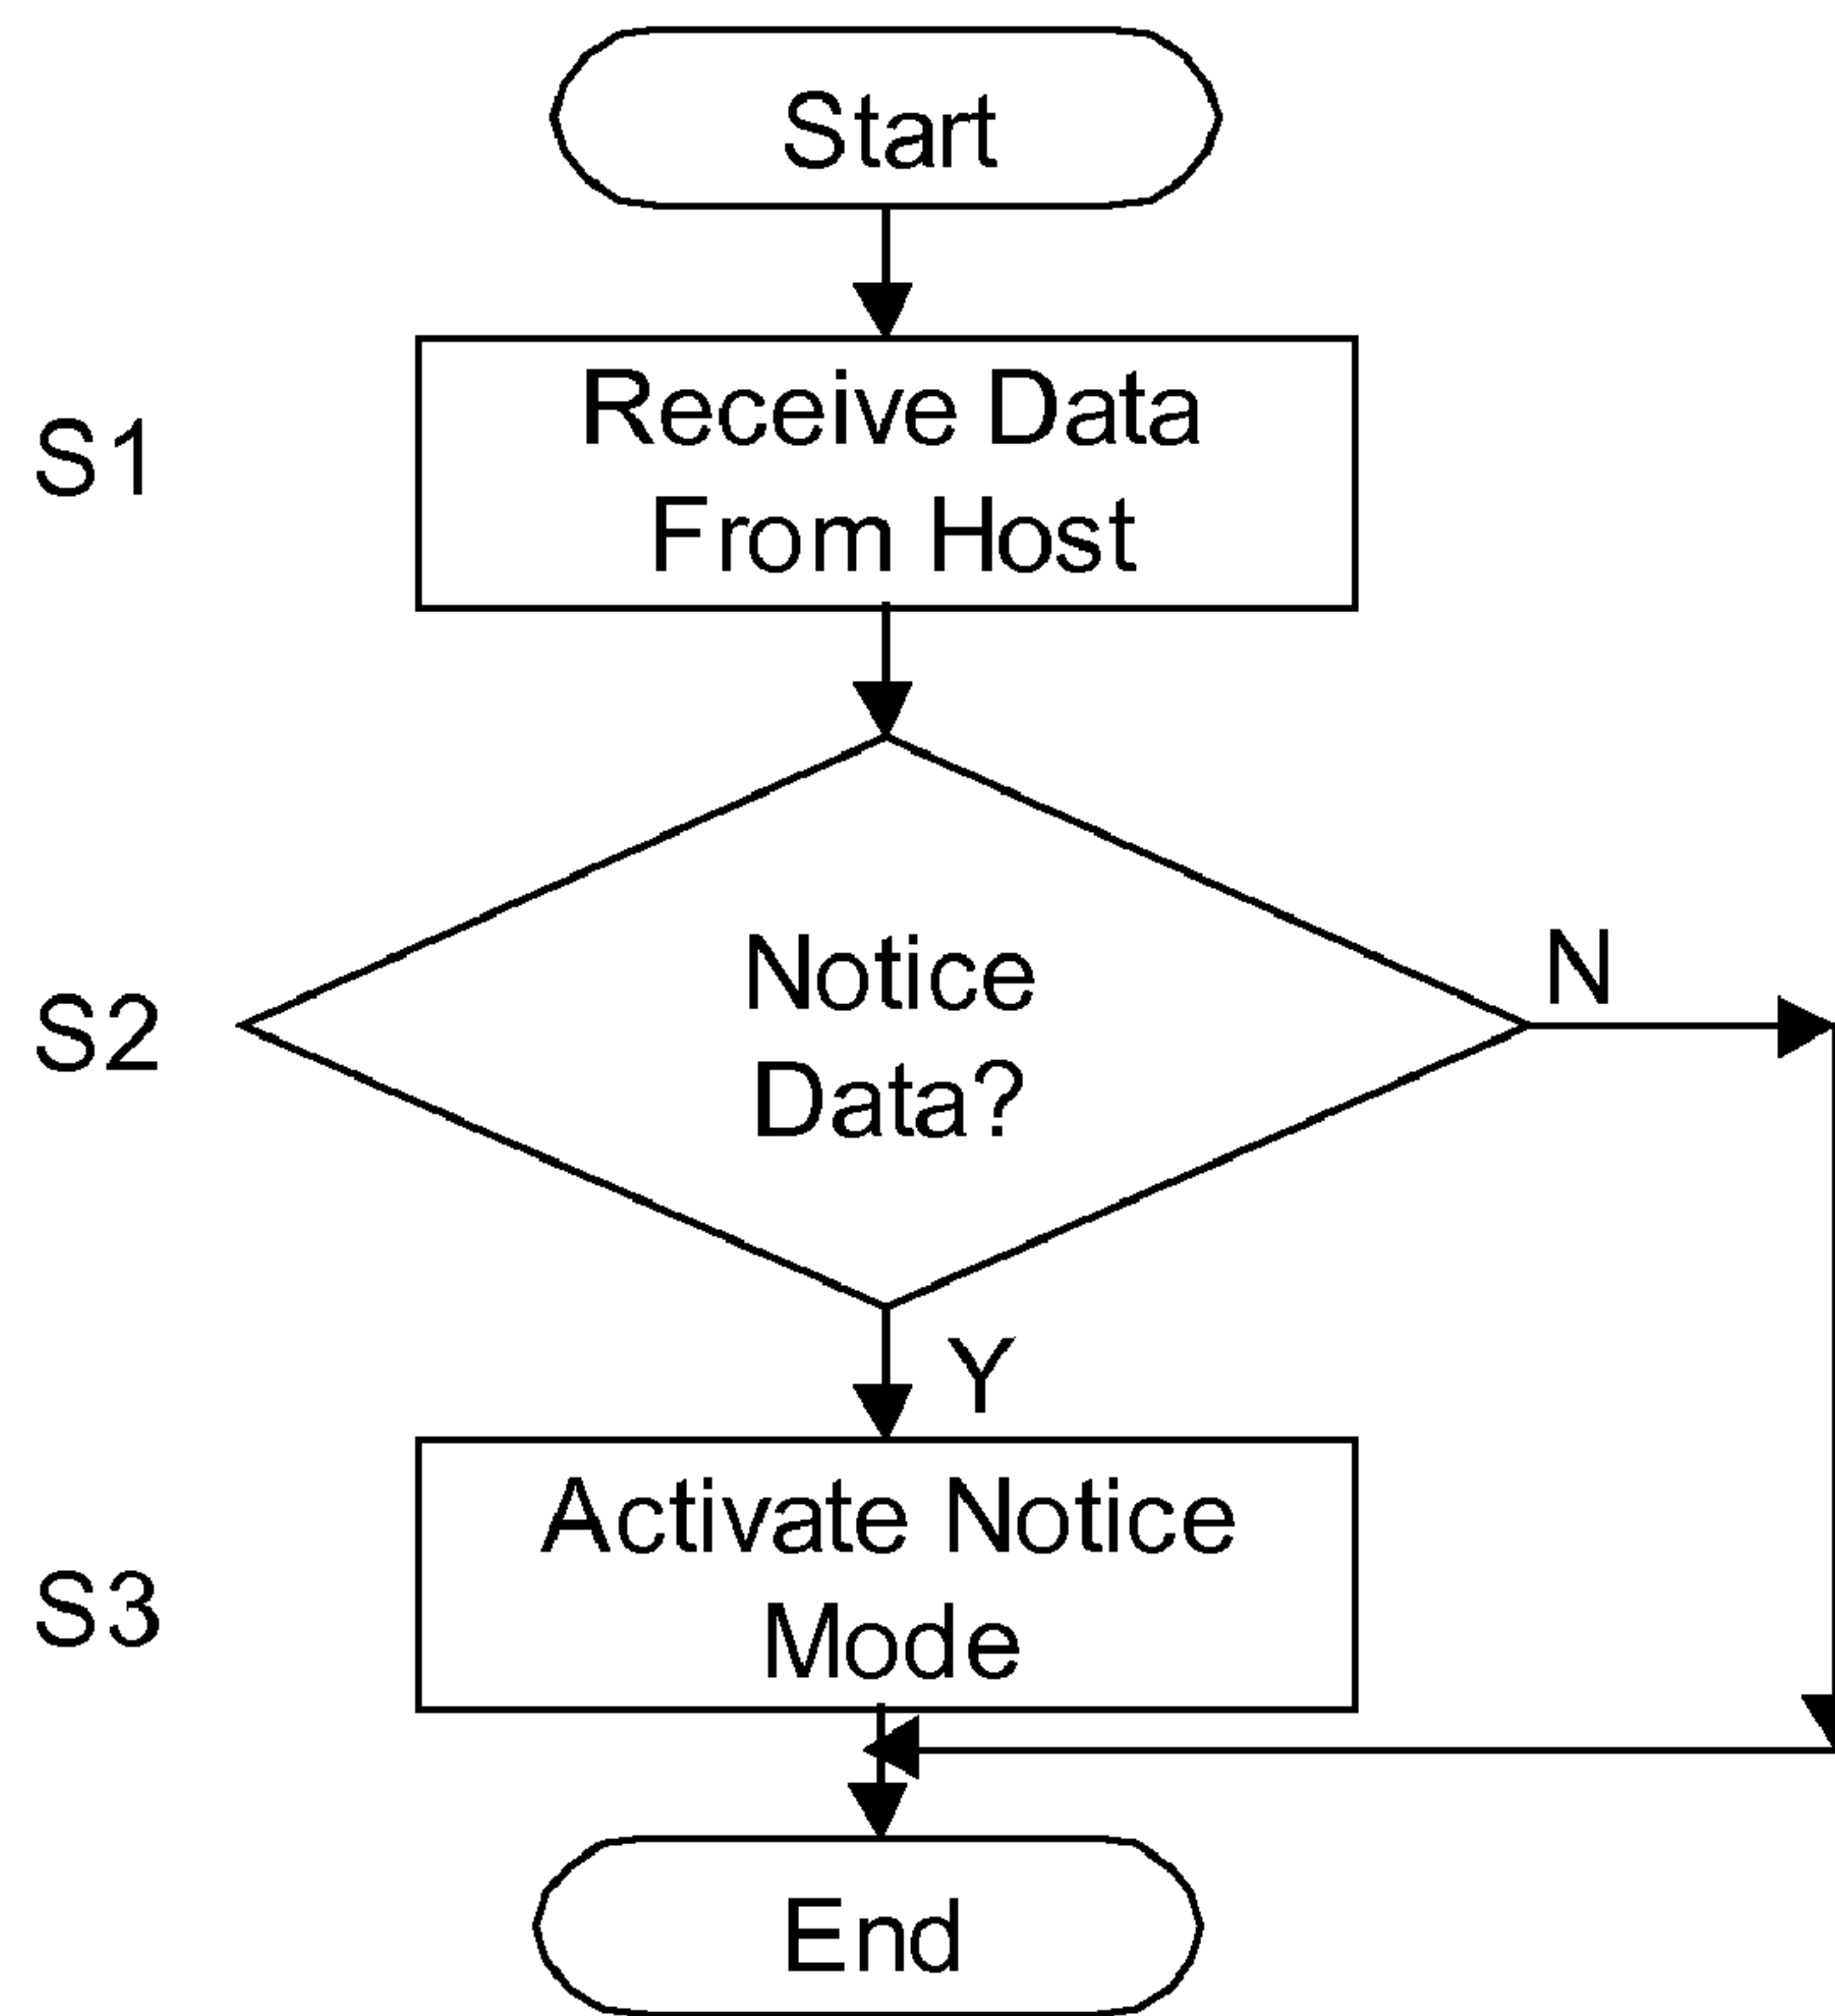 Start
S1
Receive Data
From Host
S2
Notice
Data?
N
Y
S3
Activate Notice
Mode
End